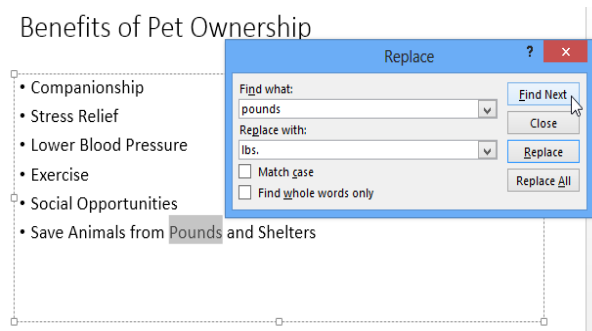 Benefits of Pet Ownership
Replace
?
x
• Companionship
• Stress Relief
• Lower Blood Pressure
• Exercise
• Social Opportunities
• Save Animals from Pounds and Shelters
Find what:
pounds
Replace with:
lbs.
Match case
Find whole words only
Find Next
Close
Replace
Replace All